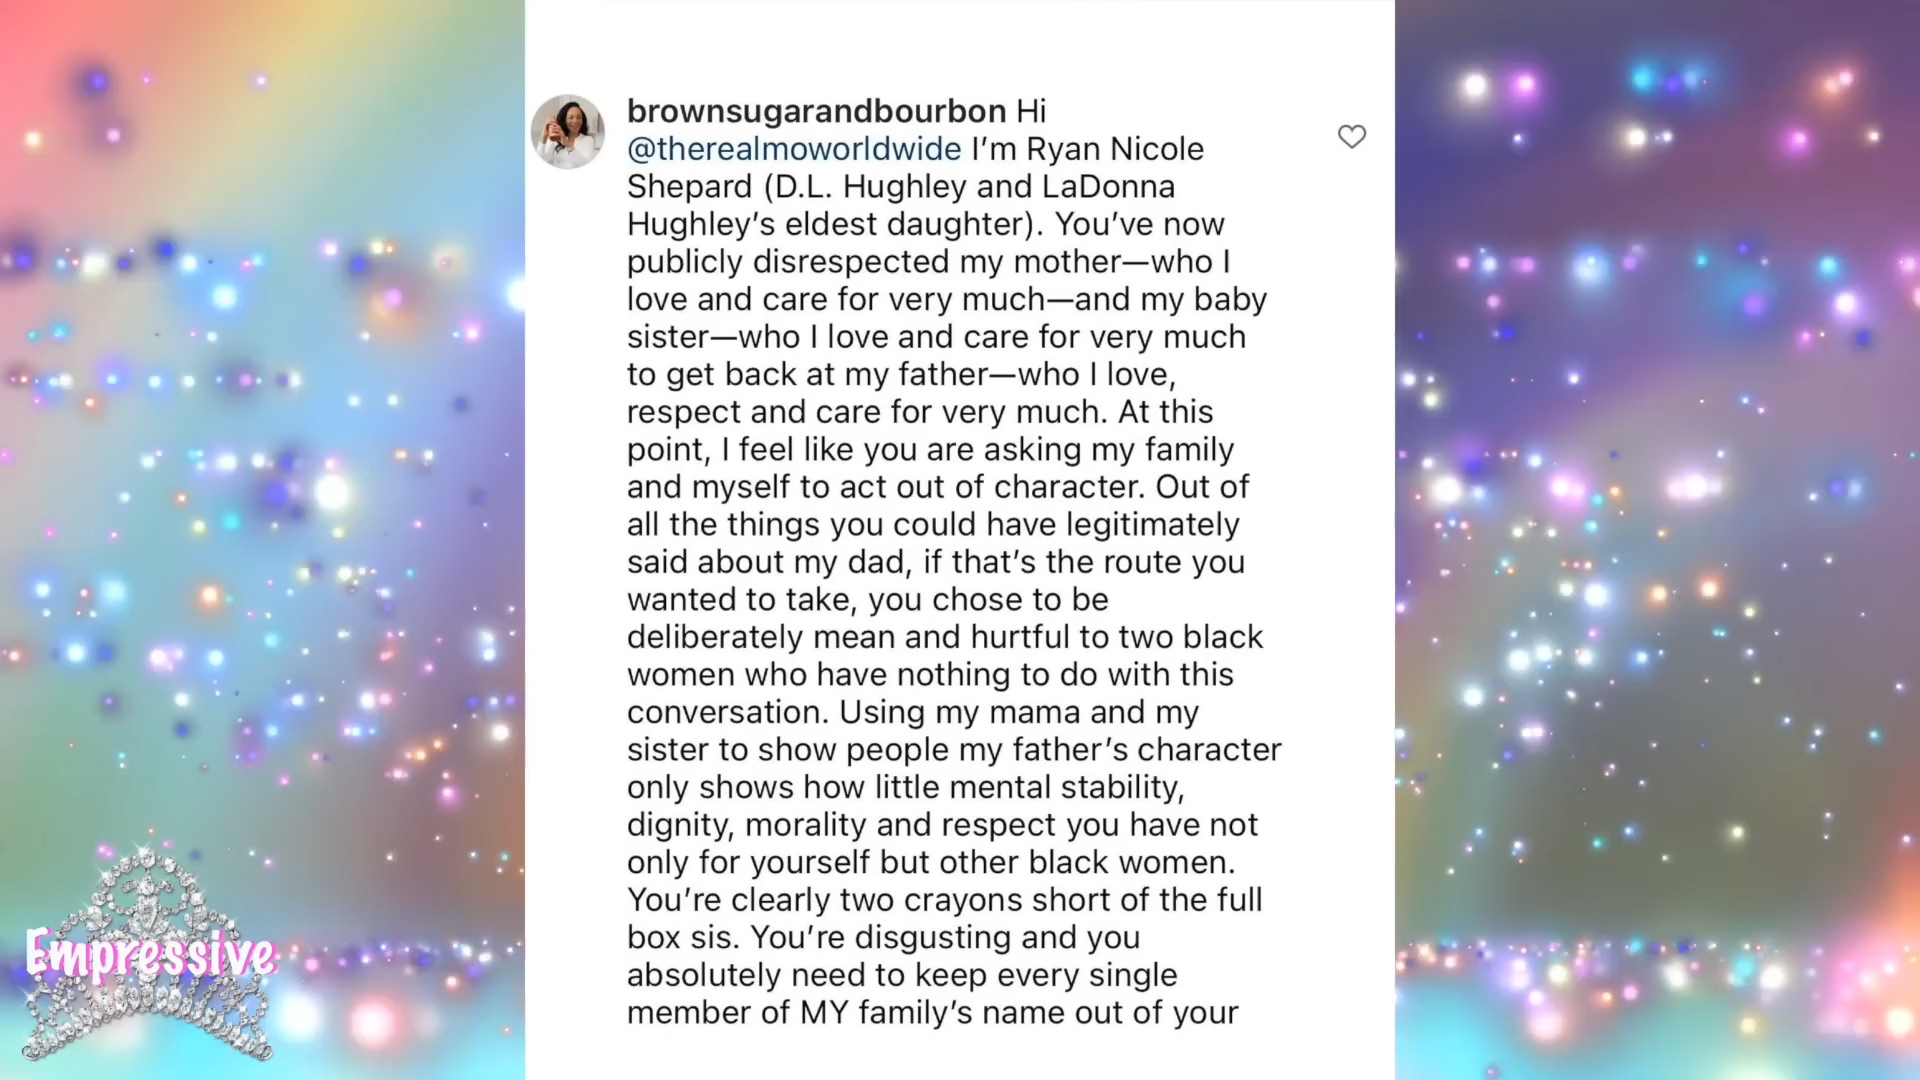 brownsugarandbourbon Hi
@therealmoworldwide I’m Ryan Nicole
Shepard (D.L. Hughley and LaDonna
Hughley’s eldest daughter). You’ve now
publicly disrespected my mother—who I
love and care for very much—and my baby
sister—who I love and care for very much
to get back at my father—who I love,
respect and care for very much. At this
point, I feel like you are asking my family
and myself to act out of character. Out of
all the things you could have legitimately
said about my dad, if that’s the route you
wanted to take, you chose to be
deliberately mean and hurtful to two black
women who have nothing to do with this
conversation. Using my mama and my
sister to show people my father’s character
only shows how little mental stability,
dignity, morality and respect you have not
only for yourself but other black women.
You’re clearly two crayons short of the full
box sis. You’re disgusting and you
absolutely need to keep every single
member of MY family’s name out of your
Empressive